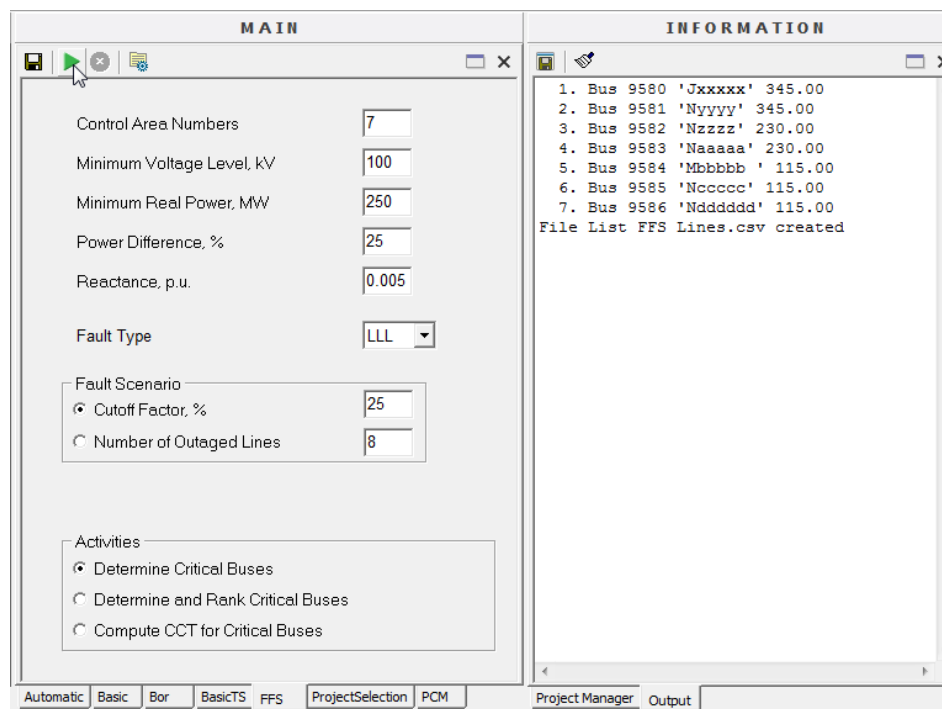 MAIN
Control Area Numbers 7
Minimum Voltage Level, kV 100
Minimum Real Power, MW 250
Power Difference, % 25
Reactance, p.u. 0.005
Fault Type LLL
Fault Scenario
Cutoff Factor, % 25
Number of Outaged Lines 8
Activities
Determine Critical Buses
Determine and Rank Critical Buses
Compute CCT for Critical Buses
Automatic Basic Bor BasicTS FFS ProjectSelection PCM
INFORMATION
1. Bus 9580 'Jxxxxx' 345.00
2. Bus 9581 'Nyyyy' 345.00
3. Bus 9582 'Nzzzz' 230.00
4. Bus 9583 'Naaaaa' 230.00
5. Bus 9584 'Mbbbbb ' 115.00
6. Bus 9585 'Nccccc' 115.00
7. Bus 9586 'Ndddddd' 115.00
File List FFS Lines.csv created
Project Manager Output